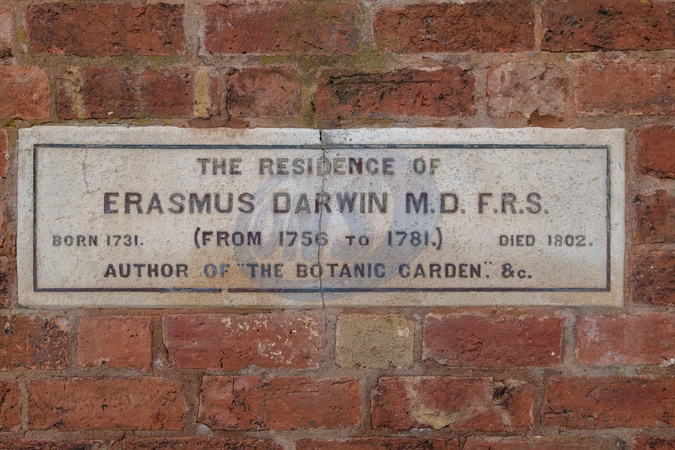 THE RESIDENCE OF
ERASMUS DARWIN M.D. F.R.S.
BORN 1731. (FROM 1756 TO 1781.) DIED 1802.
AUTHOR OF "THE BOTANIC GARDEN," &c.